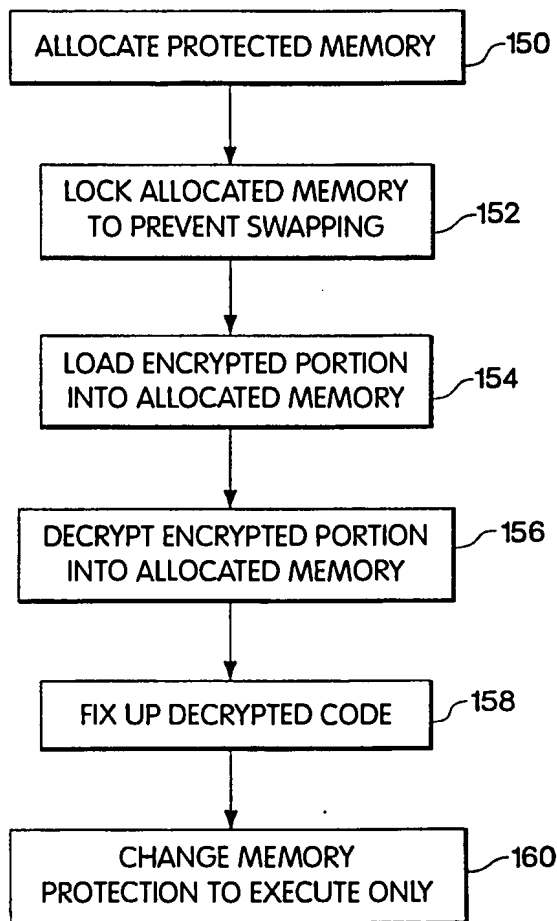 ALLOCATE PROTECTED MEMORY
150
LOCK ALLOCATED MEMORY
TO PREVENT SWAPPING
152
LOAD ENCRYPTED PORTION
INTO ALLOCATED MEMORY
154
DECRYPT ENCRYPTED PORTION
INTO ALLOCATED MEMORY
156
FIX UP DECRYPTED CODE
158
CHANGE MEMORY
PROTECTION TO EXECUTE ONLY
160